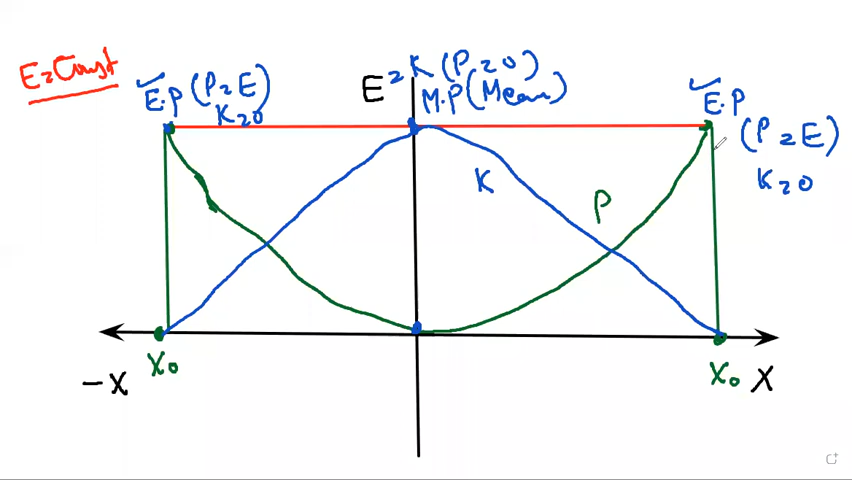 E=Const
E.P (P=E)
K=0
E = K (P=0)
M.P (Mean)
E.P
(P=E)
K=0
K
P
X₀
-X
X₀ X